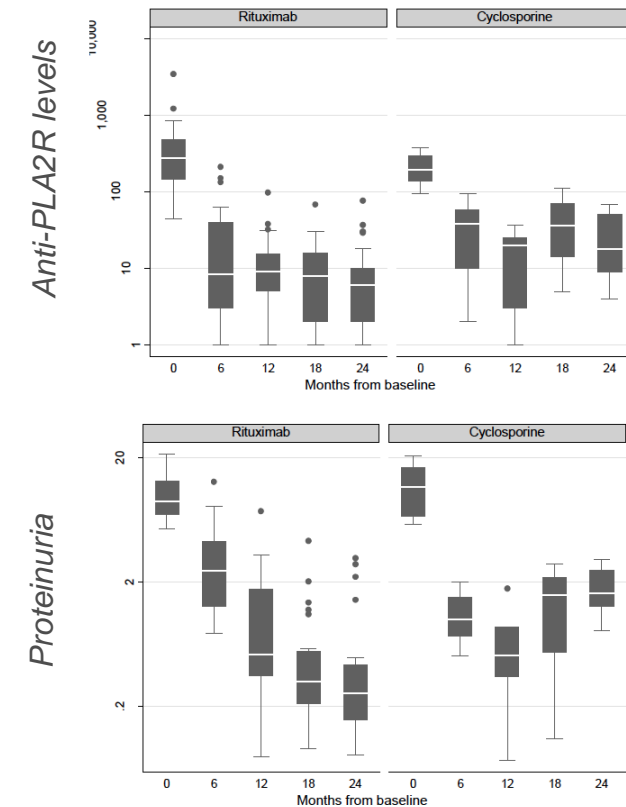 Rituximab Cyclosporine
Anti-PLA2R levels
10,000
1,000
100
10
1
0 6 12 18 24 0 6 12 18 24
Months from baseline
Rituximab Cyclosporine
Proteinuria
20
2
.2
0 6 12 18 24 0 6 12 18 24
Months from baseline